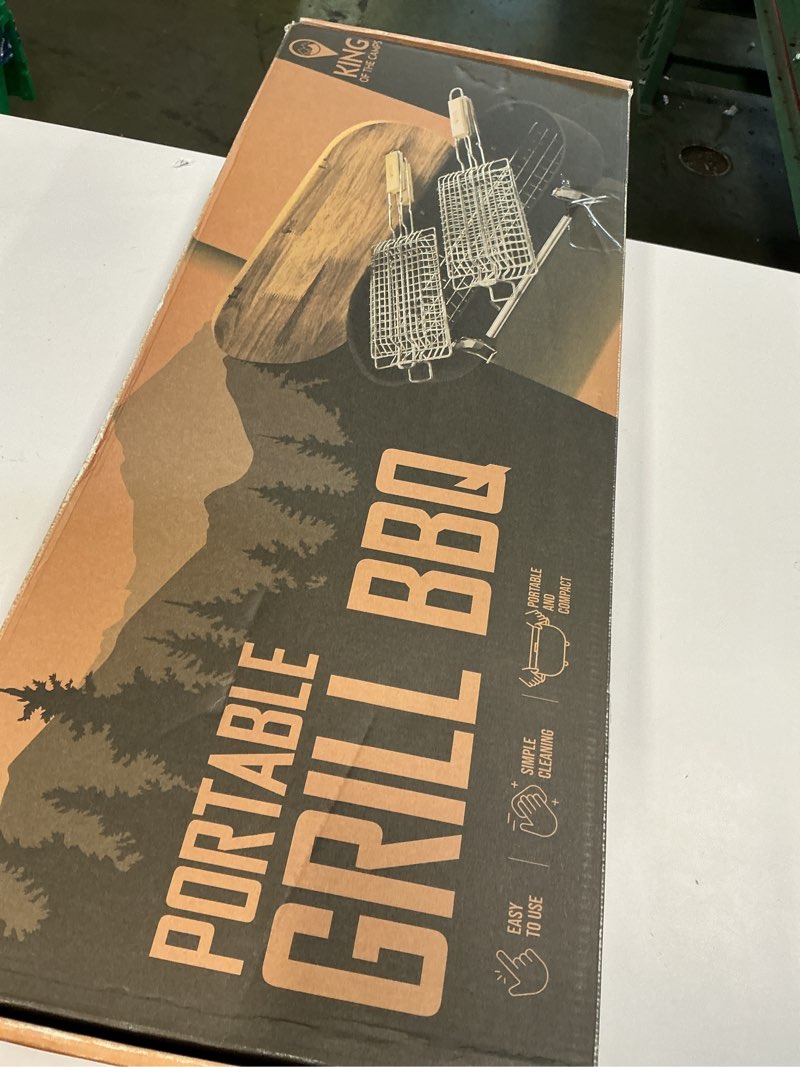 KING
OF THE CAMPS
PORTABLE
GRILL BBQ
EASY
TO USE
SIMPLE
CLEANING
PORTABLE
AND
COMPACT